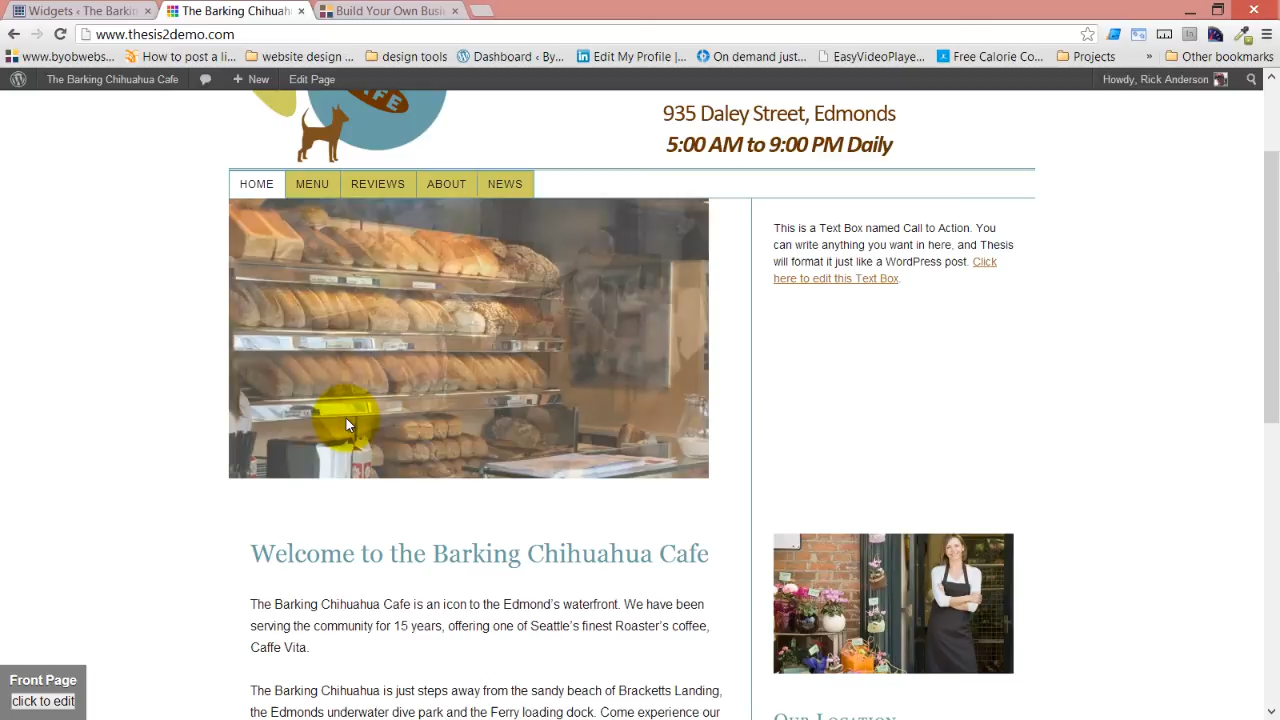 Widgets ‹ The Barkin
The Barking Chihuah
Build Your Own Busi
www.thesis2demo.com
www.byobwebs...
How to post a li...
website design ...
design tools
Dashboard ‹ By...
Edit My Profile |...
On demand just...
EasyVideoPlaye...
Free Calorie Co...
Projects
»
Other bookmarks
The Barking Chihuahua Cafe
+ New
Edit Page
Howdy, Rick Anderson
AFE
935 Daley Street, Edmonds
5:00 AM to 9:00 PM Daily
HOME MENU REVIEWS ABOUT NEWS
This is a Text Box named Call to Action. You
can write anything you want in here, and Thesis
will format it just like a WordPress post. Click
here to edit this Text Box.
Welcome to the Barking Chihuahua Cafe
The Barking Chihuahua Cafe is an icon to the Edmond's waterfront. We have been
serving the community for 15 years, offering one of Seattle's finest Roaster's coffee,
Caffe Vita.
The Barking Chihuahua is just steps away from the sandy beach of Bracketts Landing,
the Edmonds underwater dive park and the Ferry loading dock. Come experience our
Our Location
Front Page
click to edit